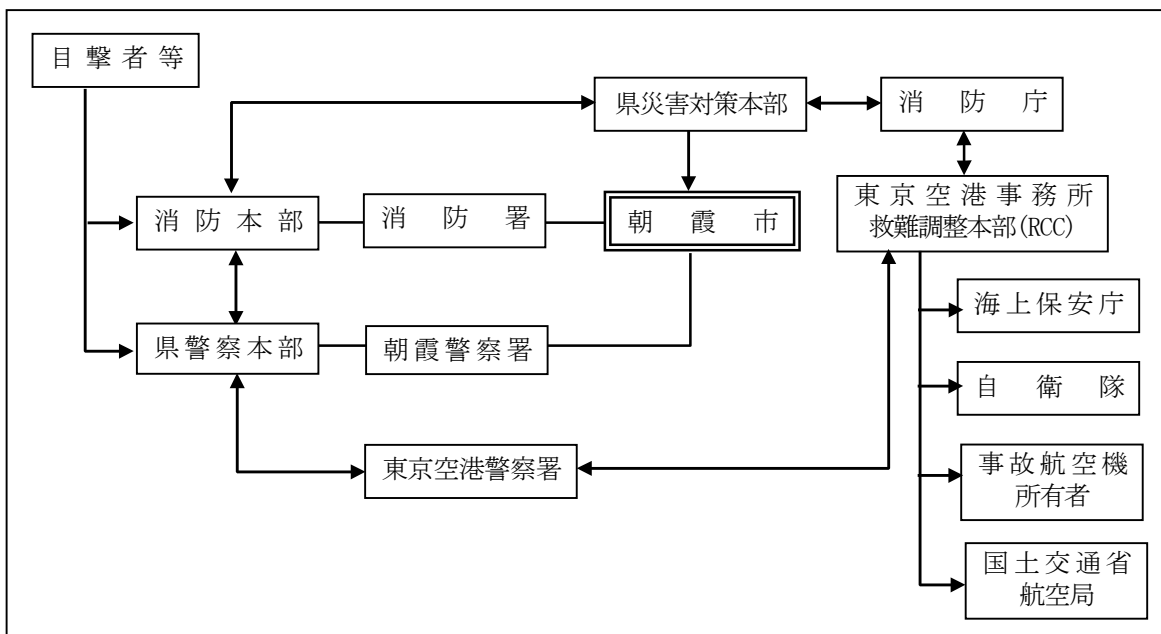 目撃者等
県災害対策本部
消防庁
消防本部
消防署
朝霞市
東京空港事務所
救難調整本部(RCC)
海上保安庁
県警察本部
朝霞警察署
自衛隊
東京空港警察署
事故航空機
所有者
国土交通省
航空局